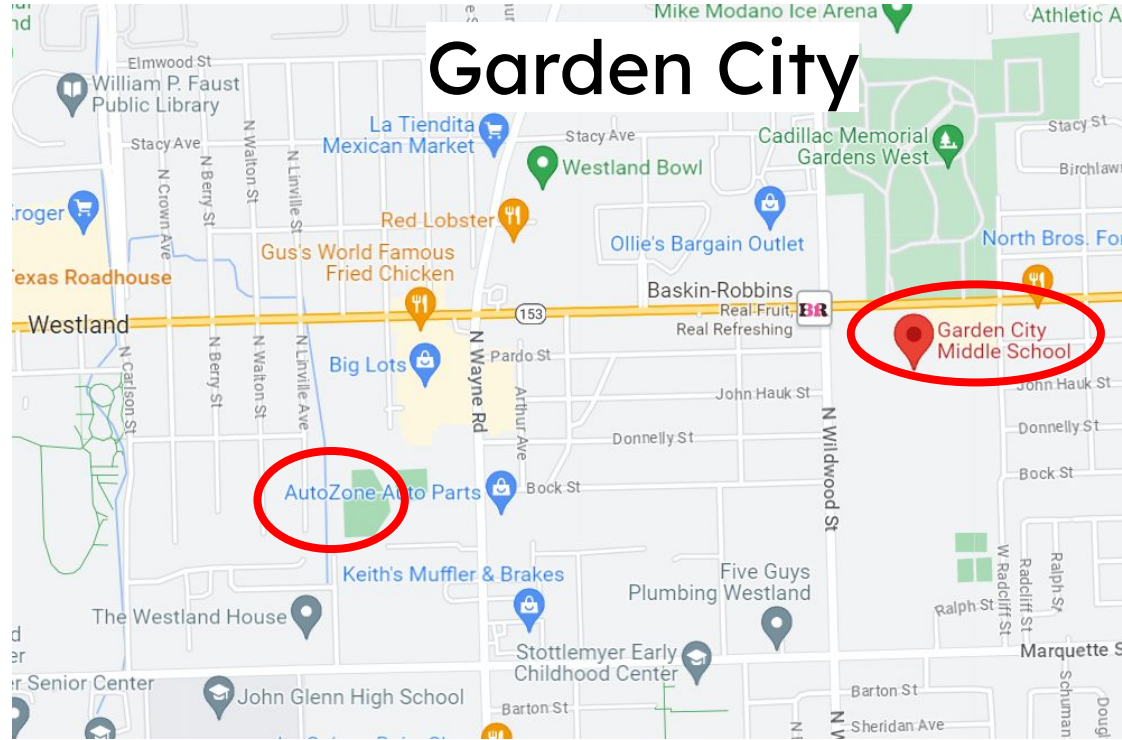 Mike Modano Ice Arena
nd
Athletic A
Garden City
Elmwood St
William P. Faust
Public Library
La Tiendita
Mexican Market
Stacy Ave
Stacy Ave
Cadillac Memorial
Gardens West
Stacy St
Birchlawn
N Walton St
N Linville St
N Berry St
N Crown Ave
Westland Bowl
Kroger
Red Lobster
Ollie's Bargain Outlet
North Bros. For
Gus's World Famous
Fried Chicken
Texas Roadhouse
Baskin-Robbins
Real Fruit,
Real Refreshing
BR
153
Westland
Garden City
Middle School
N Carlson St
N Berry St
N Walton St
N Linville Ave
Big Lots
N Wayne Rd
Pardo St
Arthur Ave
John Hauk St
John Hauk St
Donnelly St
Donnelly St
N Wildwood St
AutoZone Auto Parts
Bock St
Bock St
Keith's Muffler & Brakes
Five Guys
Plumbing Westland
W Radcliff St
Radcliff St
Ralph St
Ralph St
The Westland House
Stottlemyer Early
Childhood Center
Marquette S
d
er
r Senior Center
John Glenn High School
Barton St
Barton St
Sheridan Ave
N W
N
Schuman
Dougl